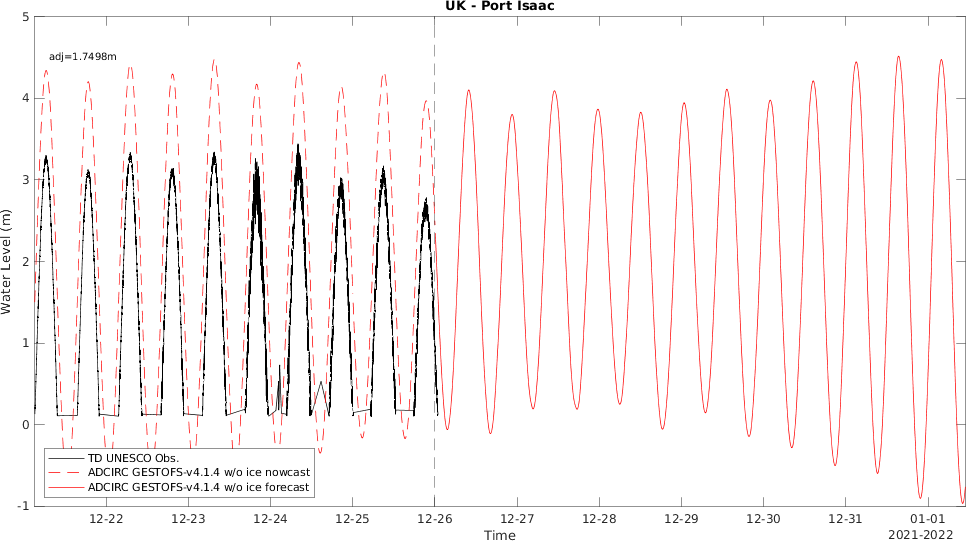 UK - Port Isaac
adj=1.7498m
5
4
3
2
1
0
-1
Water Level (m)
TD UNESCO Obs.
ADCIRC GESTOFS-v4.1.4 w/o ice nowcast
ADCIRC GESTOFS-v4.1.4 w/o ice forecast
12-22 12-23 12-24 12-25 12-26 12-27 12-28 12-29 12-30 12-31 01-01
Time
2021-2022